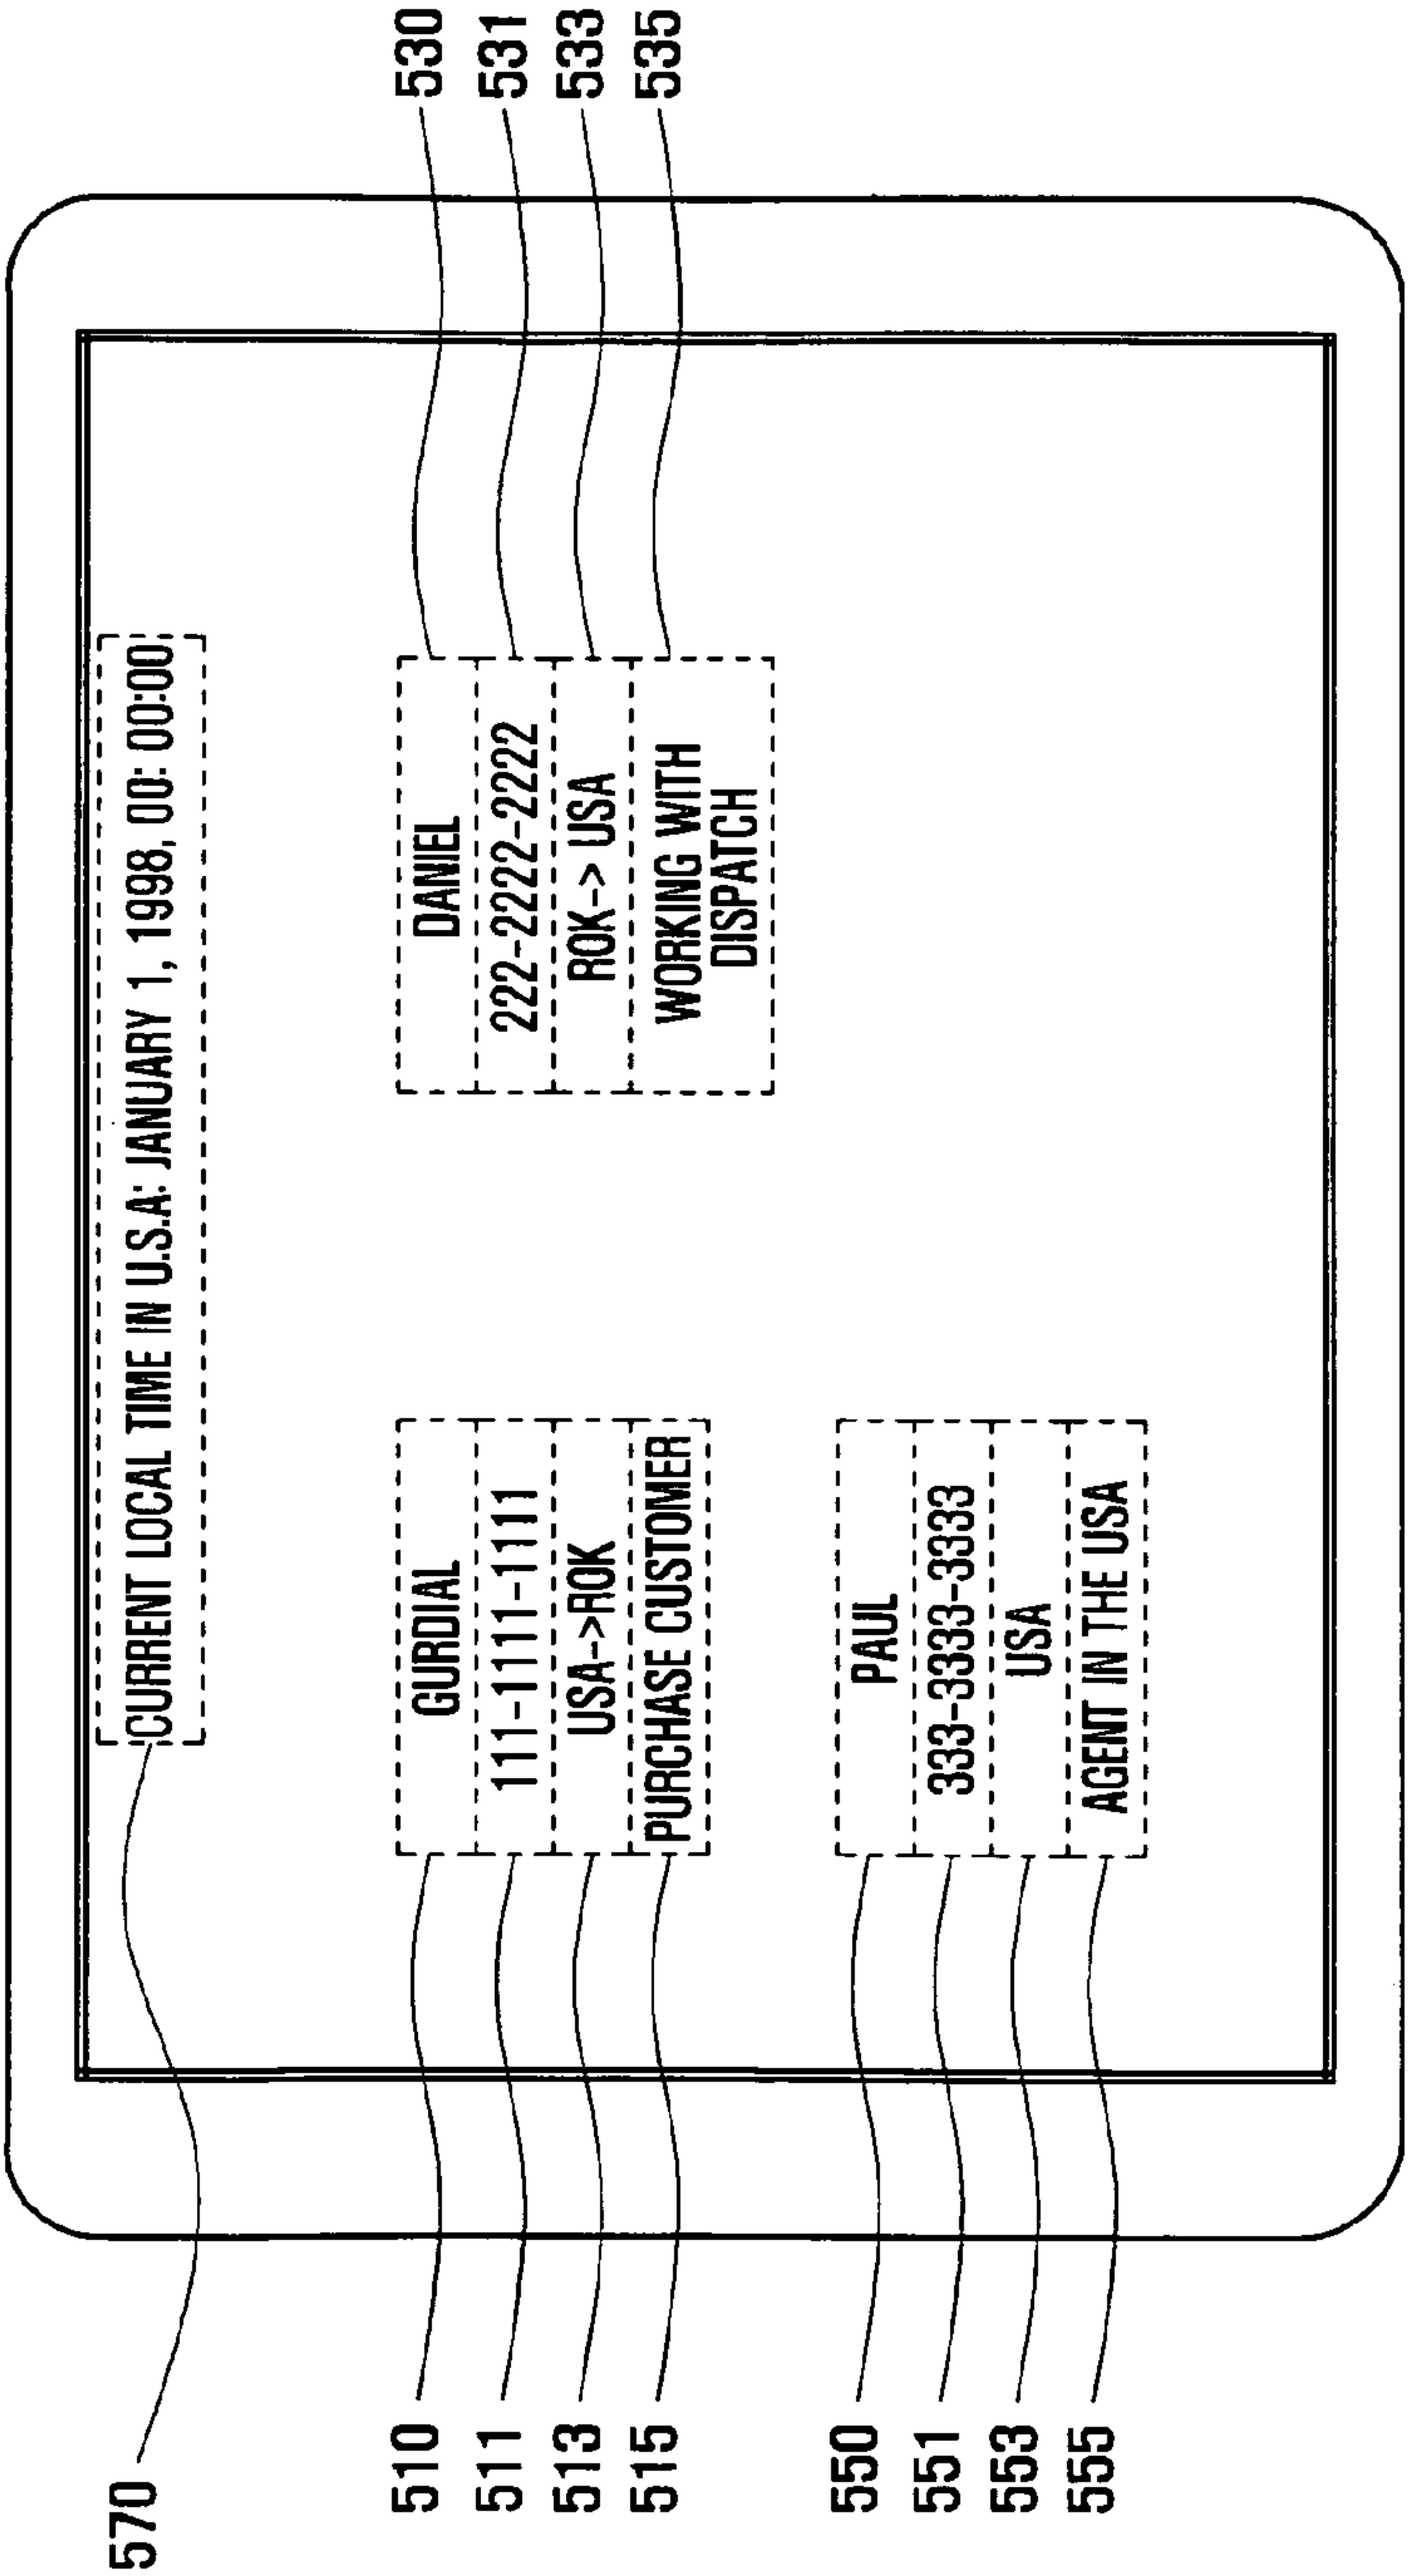 570
CURRENT LOCAL TIME IN U.S.A: JANUARY 1, 1998, 00: 00:00
510
GURDIAL
511
111-1111-1111
513
USA->ROK
515
PURCHASE CUSTOMER
DANIEL
530
222-2222-2222
531
ROK-> USA
533
WORKING WITH
DISPATCH
535
550
PAUL
551
333-3333-3333
553
USA
555
AGENT IN THE USA